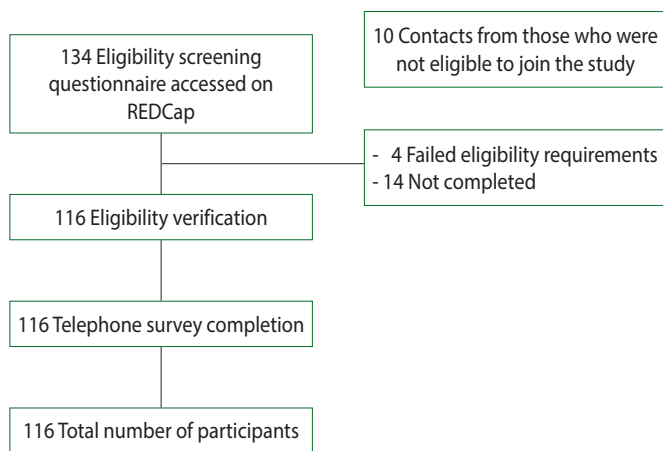 134 Eligibility screening
questionnaire accessed on
REDCap
10 Contacts from those who were
not eligible to join the study
- 4 Failed eligibility requirements
- 14 Not completed
116 Eligibility verification
116 Telephone survey completion
116 Total number of participants